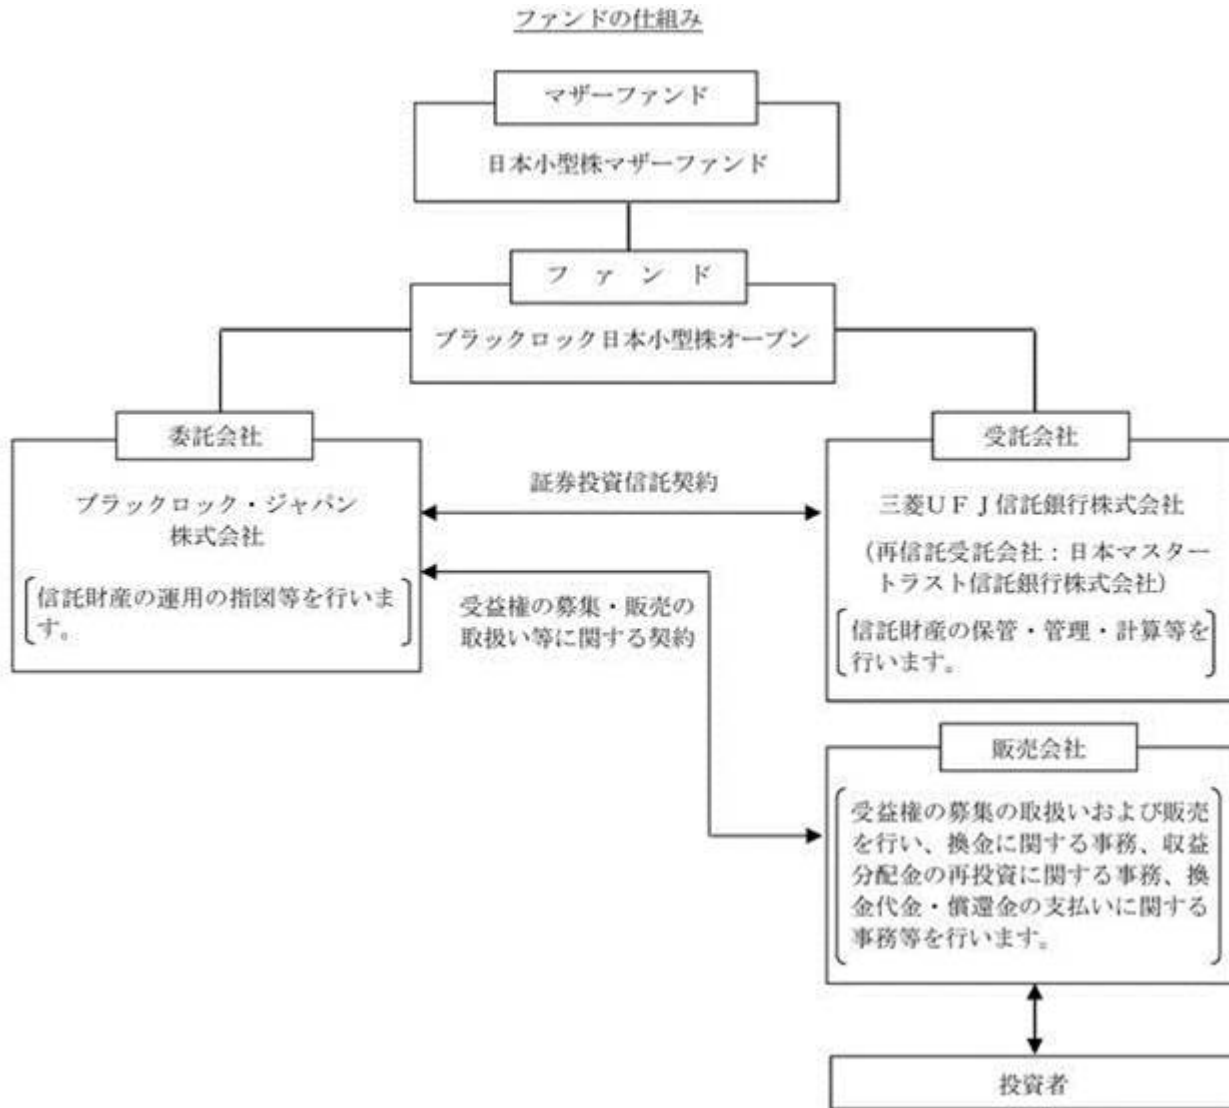 ファンドの仕組み
マザーファンド
日本小型株マザーファンド
ファンド
ブラックロック日本小型株オープン
委託会社
ブラックロック・ジャパン
株式会社
信託財産の運用の指図等を行いま
す。
証券投資信託契約
受益権の募集・販売の
取扱い等に関する契約
受託会社
三菱UFJ信託銀行株式会社
(再信託受託会社:日本マスター
トラスト信託銀行株式会社)
信託財産の保管・管理・計算等を
行います。
販売会社
受益権の募集の取扱いおよび販売
を行い、換金に関する事務、収益
分配金の再投資に関する事務、換
金代金・償還金の支払いに関する
事務等を行います。
投資者